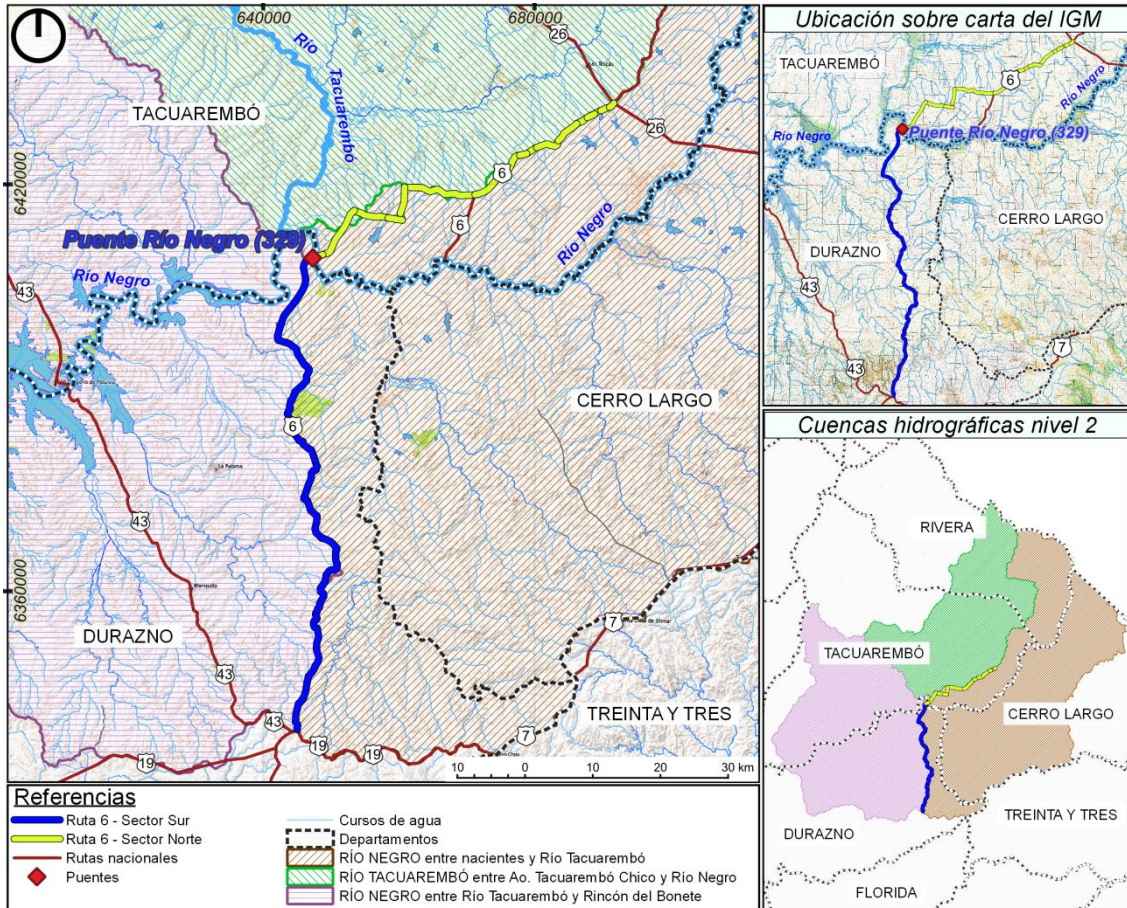 640000
680000
6420000
6360000
TACUAREMBÓ
Río
Tacuarembó
26
26
6
6
Puente Río Negro (329)
Río Negro
Río Negro
43
6
CERRO LARGO
La Paloma
43
Blanquillo
DURAZNO
7
43
43
TREINTA Y TRES
19
19
19
7
10 0 10 20 30 km
Ubicación sobre carta del IGM
TACUAREMBÓ
6
Río Negro
Río Negro
Puente Río Negro (329)
CERRO LARGO
DURAZNO
43
7
43
Cuencas hidrográficas nivel 2
RIVERA
TACUAREMBÓ
CERRO LARGO
TREINTA Y TRES
DURAZNO
FLORIDA
Referencias
Ruta 6 - Sector Sur
Ruta 6 - Sector Norte
Rutas nacionales
Puentes
Cursos de agua
Departamentos
RÍO NEGRO entre nacientes y Río Tacuarembó
RÍO TACUAREMBÓ entre Ao. Tacuarembó Chico y Río Negro
RÍO NEGRO entre Río Tacuarembó y Rincón del Bonete